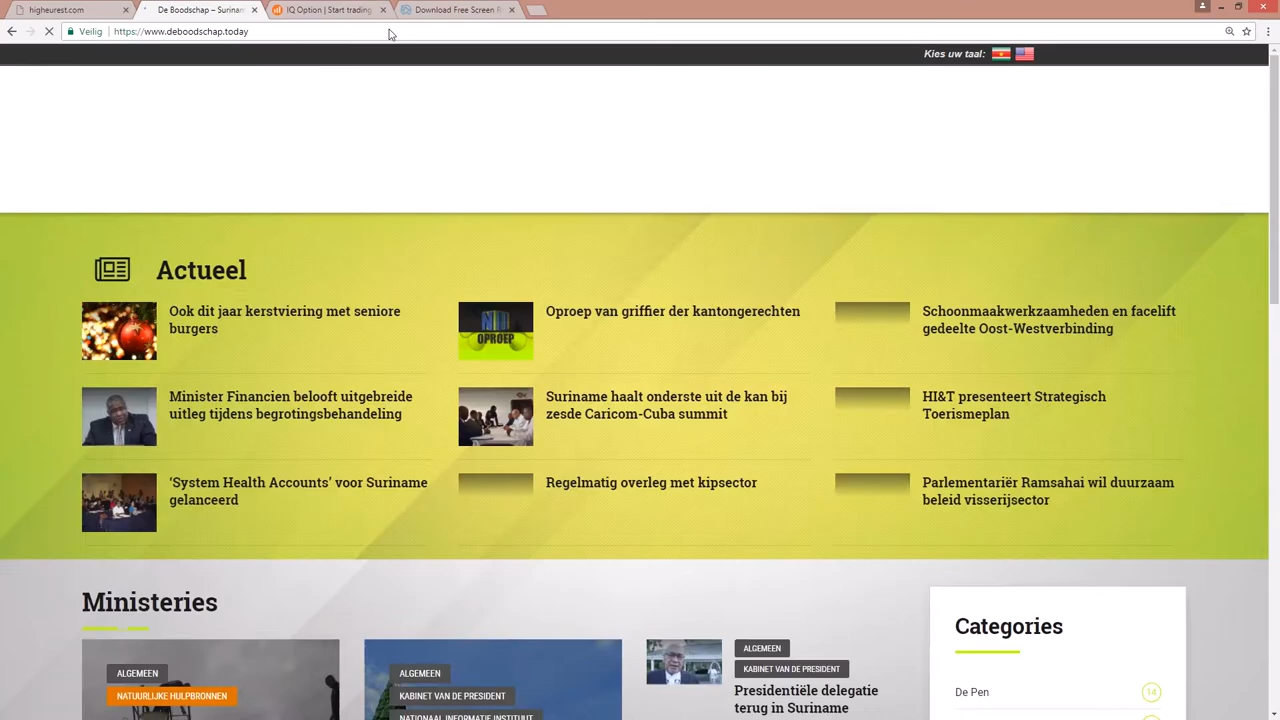 higheurest.com
De Boodschap – Surinam
IQ Option | Start trading
Download Free Screen R
Veilig
https://www.deboodschap.today
Kies uw taal:
Actueel
Ook dit jaar kerstviering met seniore
burgers
Oproep van griffier der kantongerechten
OPROEP
Schoonmaakwerkzaamheden en facelift
gedeelte Oost-Westverbinding
Minister Financien belooft uitgebreide
uitleg tijdens begrotingsbehandeling
Suriname haalt onderste uit de kan bij
zesde Caricom-Cuba summit
HI&T presenteert Strategisch
Toerismeplan
‘System Health Accounts’ voor Suriname
gelanceerd
Regelmatig overleg met kipsector
Parlementariër Ramsahai wil duurzaam
beleid visserijsector
Ministeries
ALGEMEEN
NATUURLIJKE HULPBRONNEN
ALGEMEEN
KABINET VAN DE PRESIDENT
NATIONAAL INFORMATIE INSTITUUT
ALGEMEEN
KABINET VAN DE PRESIDENT
Presidentiële delegatie
terug in Suriname
Categories
De Pen 14